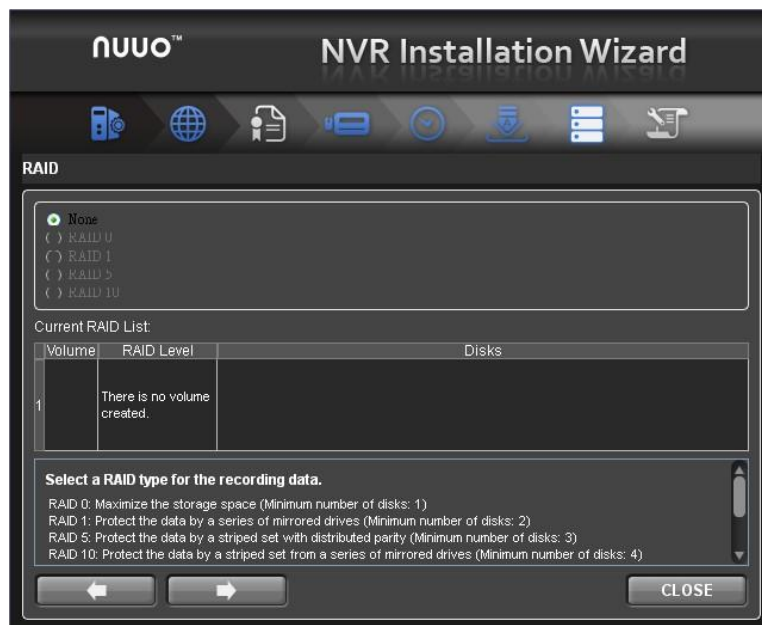 nuuo™
NVR Installation Wizard
RAID
None
RAID 0
RAID 1
RAID 5
RAID 10
Current RAID List:
Volume RAID Level Disks
1 There is no volume
created.
Select a RAID type for the recording data.
RAID 0: Maximize the storage space (Minimum number of disks: 1)
RAID 1: Protect the data by a series of mirrored drives (Minimum number of disks: 2)
RAID 5: Protect the data by a striped set with distributed parity (Minimum number of disks: 3)
RAID 10: Protect the data by a striped set from a series of mirrored drives (Minimum number of disks: 4)
CLOSE